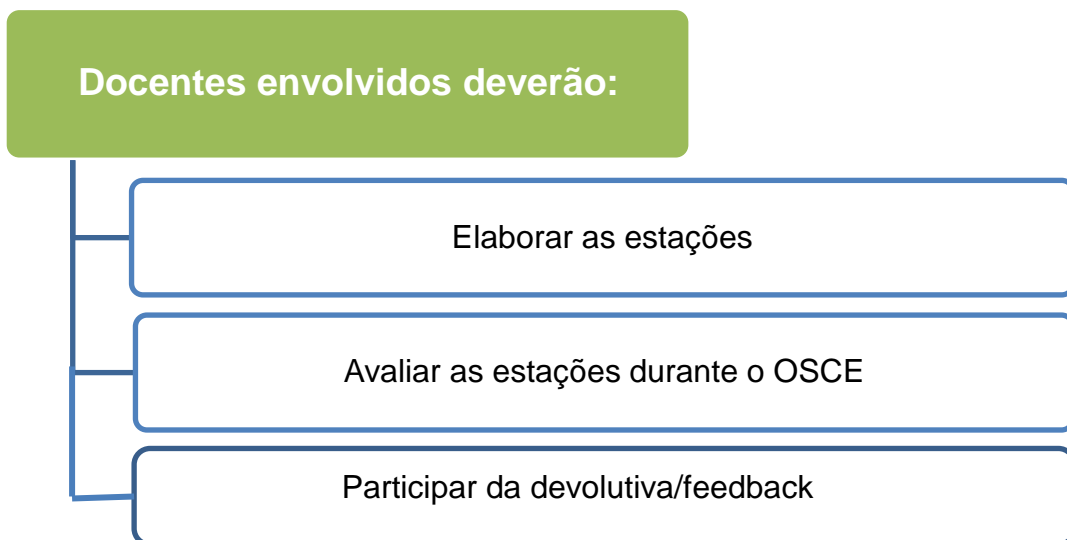 Docentes envolvidos deverão:
Elaborar as estações
Avaliar as estações durante o OSCE
Participar da devolutiva/feedback